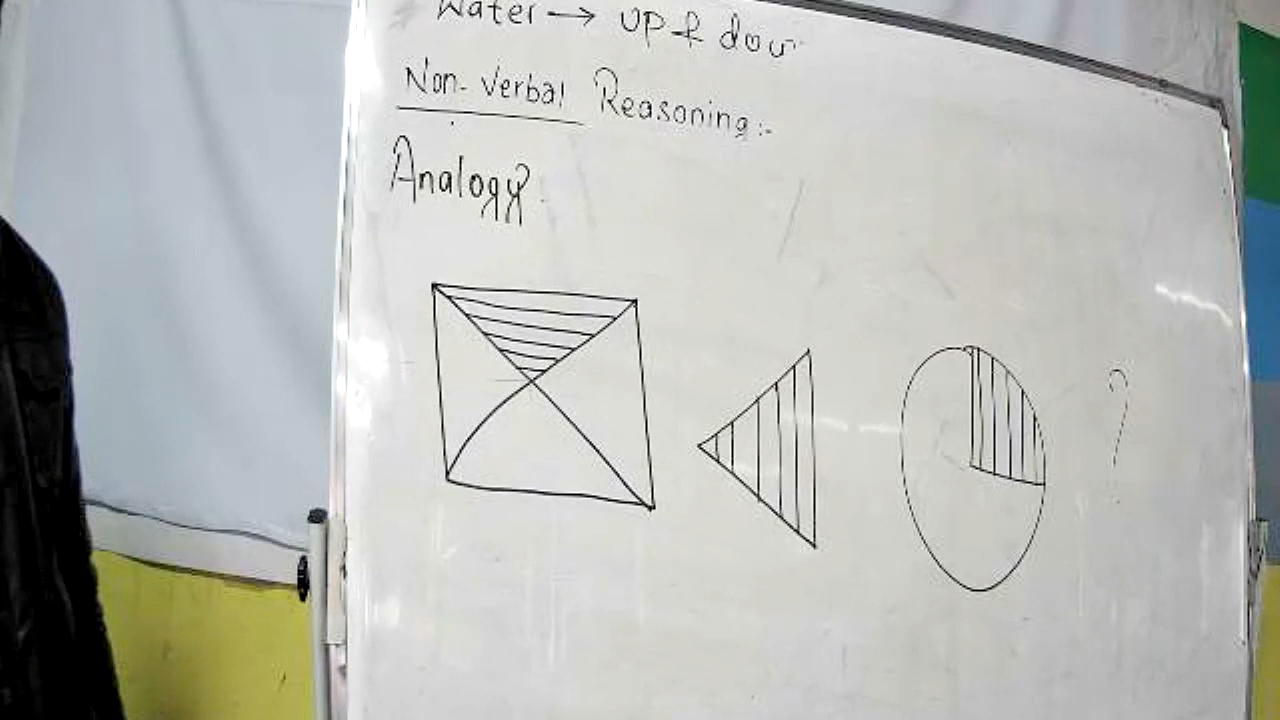 Water → up & dow
Non-Verbal Reasoning:-
Analogy
?